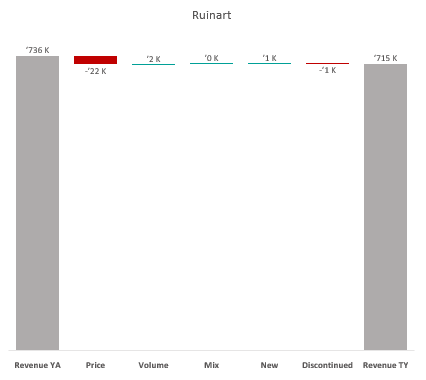 Ruinart
'736 K
-'22 K
'2 K
'0 K
'1 K
-'1 K
'715 K
Revenue YA Price Volume Mix New Discontinued Revenue TY